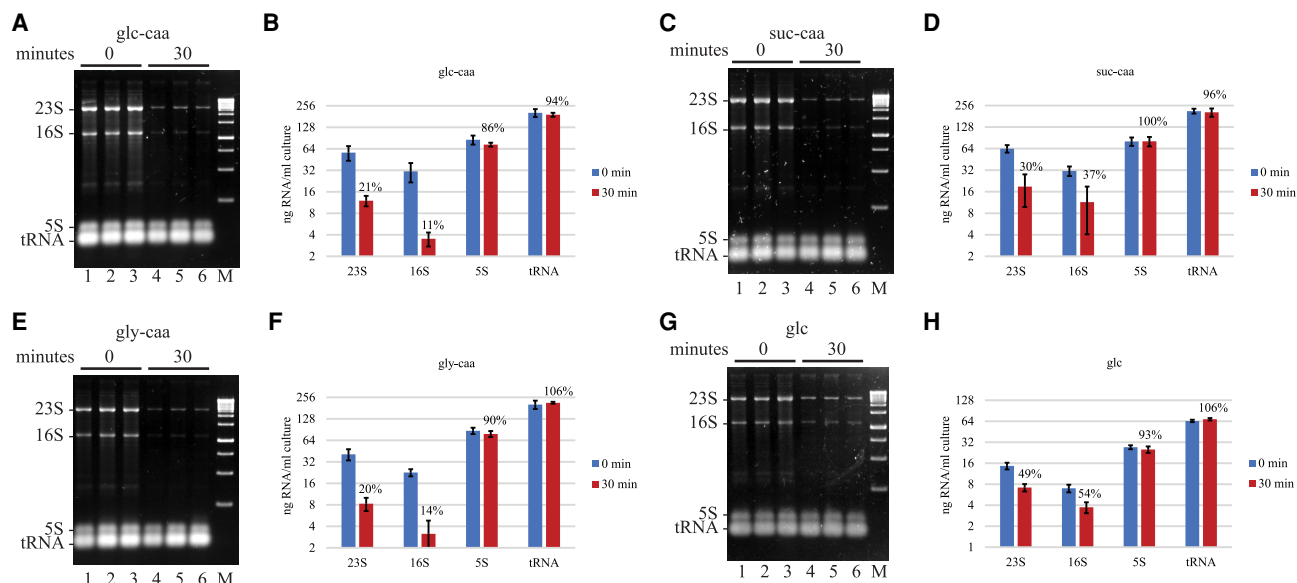 A
glc-caa
minutes 0 30
23S
16S
5S
tRNA
1 2 3 4 5 6 M
B
glc-caa
ng RNA/ml culture
256
128
64
32
16
8
4
2
21%
11%
86%
94%
23S 16S 5S tRNA
0 min
30 min
C
suc-caa
minutes 0 30
23S
16S
5S
tRNA
1 2 3 4 5 6 M
D
suc-caa
ng RNA/ml culture
256
128
64
32
16
8
4
2
30%
37%
100%
96%
23S 16S 5S tRNA
0 min
30 min
E
gly-caa
minutes 0 30
23S
16S
5S
tRNA
1 2 3 4 5 6 M
F
gly-caa
ng RNA/ml culture
256
128
64
32
16
8
4
2
20%
14%
90%
106%
23S 16S 5S tRNA
0 min
30 min
G
glc
minutes 0 30
23S
16S
5S
tRNA
1 2 3 4 5 6 M
H
glc
ng RNA/ml culture
128
64
32
16
8
4
2
1
49%
54%
93%
106%
23S 16S 5S tRNA
0 min
30 min